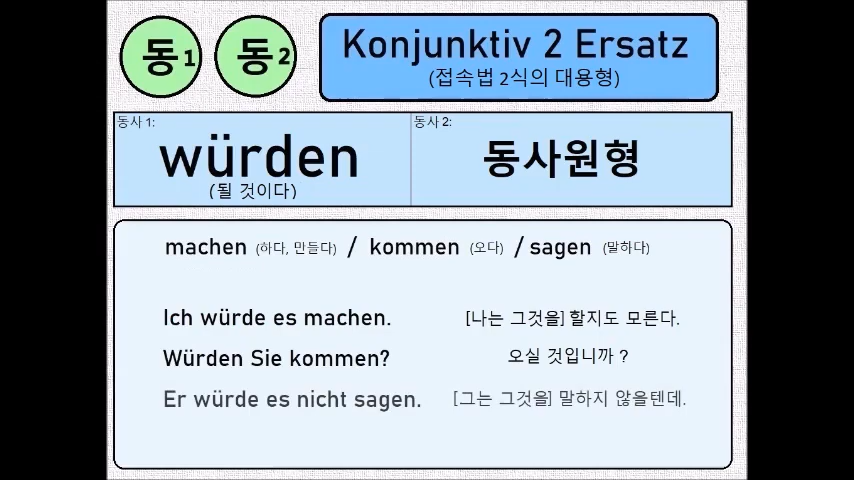 동1 동2
Konjunktiv 2 Ersatz
(접속법 2식의 대용형)
동사 1: 동사 2:
würden 동사원형
(될 것이다)
machen (하다, 만들다) / kommen (오다) / sagen (말하다)
Ich würde es machen. [나는 그것을] 할지도 모른다.
Würden Sie kommen? 오실 것입니까 ?
Er würde es nicht sagen. [그는 그것을] 말하지 않을텐데.